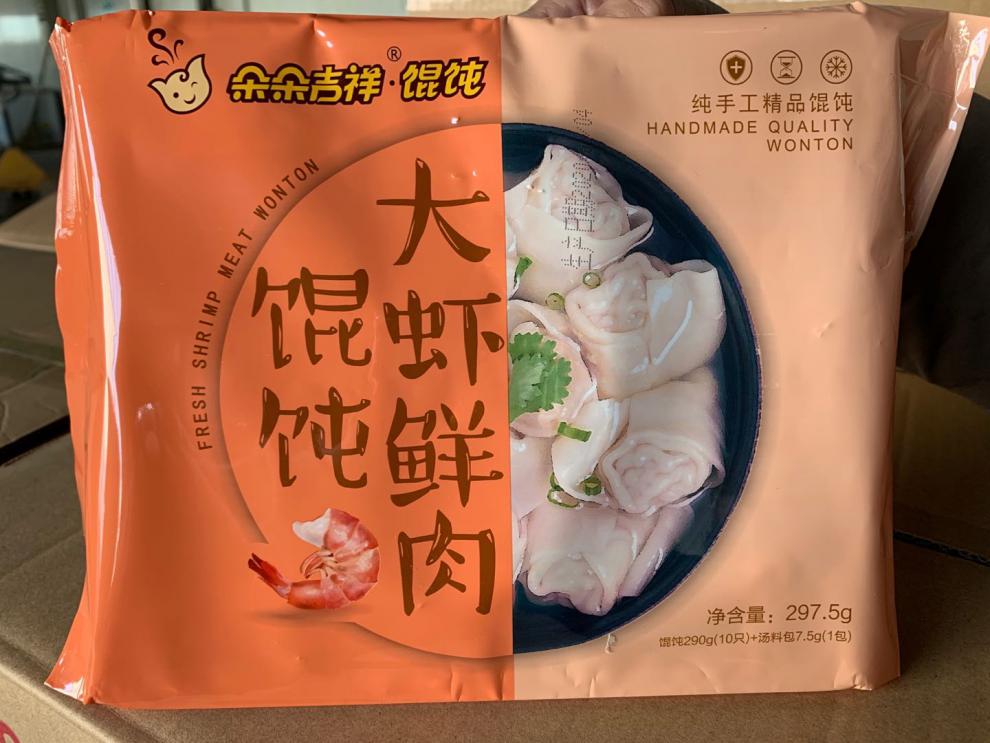 朵朵吉祥®·馄饨
纯手工精品馄饨
HANDMADE QUALITY
WONTON
FRESH SHRIMP MEAT WONTON
大虾鲜肉
馄饨
净含量：297.5g
馄饨290g(10只)+汤料包7.5g(1包)